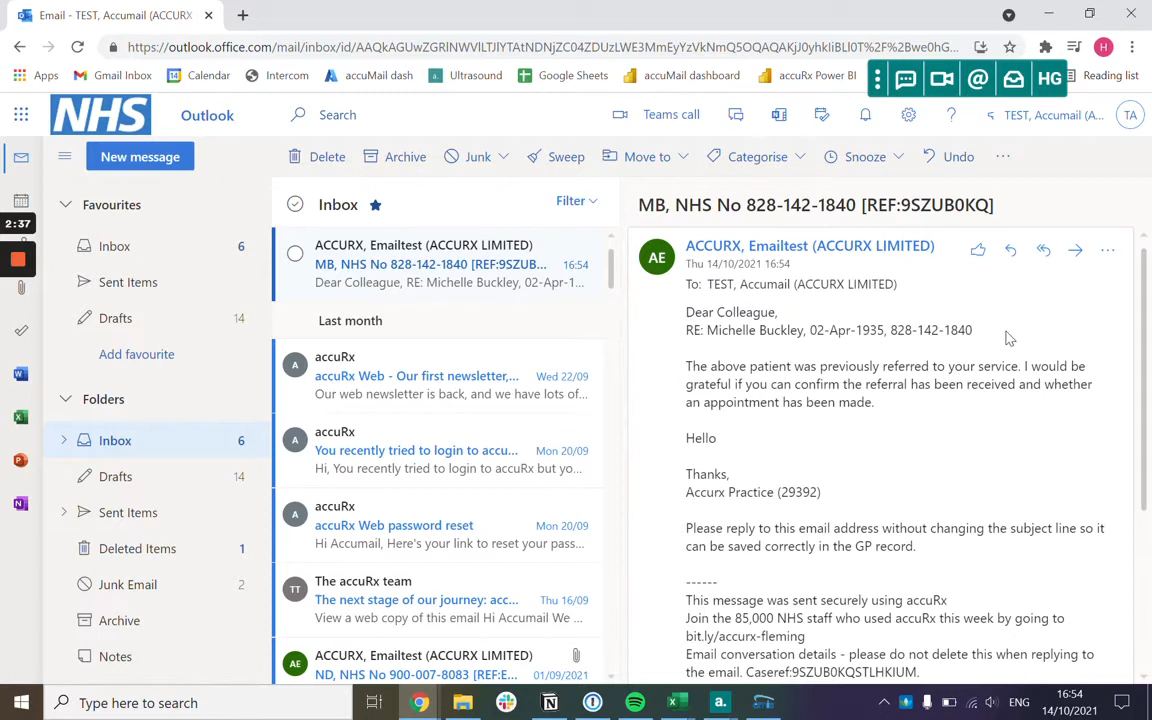 Email - TEST, Accumail (ACCURX
https://outlook.office.com/mail/inbox/id/AAQkAGUwZGRlNWVlLTJlYTAtNDNjZC04ZDUzLWE3MmEyYzVkNmQ5OQAQAKjJ0yhkIiBLlI0T%2F%2Bwe0hG...
H
Apps
Gmail Inbox
Calendar
Intercom
accuMail dash
Ultrasound
Google Sheets
accuMail dashboard
accuRx Power BI
HG
Reading list
NHS
Outlook
Search
Teams call
TEST, Accumail (A...
TA
New message
Delete
Archive
Junk
Sweep
Move to
Categorise
Snooze
Undo
2:37
Favourites
Inbox 6
Sent Items
Drafts 14
Add favourite
Folders
Inbox 6
Drafts 14
Sent Items
Deleted Items 1
Junk Email 2
Archive
Notes
Inbox
Filter
ACCURX, Emailtest (ACCURX LIMITED)
MB, NHS No 828-142-1840 [REF:9SZUB... 16:54
Dear Colleague, RE: Michelle Buckley, 02-Apr-1...
Last month
A
accuRx
accuRx Web - Our first newsletter,... Wed 22/09
Our web newsletter is back, and we have lots of...
A
accuRx
You recently tried to login to accu... Mon 20/09
Hi, You recently tried to login to accuRx but yo...
A
accuRx
accuRx Web password reset Mon 20/09
Hi Accumail, Here's your link to reset your pass...
TT
The accuRx team
The next stage of our journey: acc... Thu 16/09
View a web copy of this email Hi Accumail We ...
AE
ACCURX, Emailtest (ACCURX LIMITED)
ND, NHS No 900-007-8083 [REF:E... 01/09/2021
MB, NHS No 828-142-1840 [REF:9SZUB0KQ]
AE
ACCURX, Emailtest (ACCURX LIMITED)
Thu 14/10/2021 16:54
To: TEST, Accumail (ACCURX LIMITED)
Dear Colleague,
RE: Michelle Buckley, 02-Apr-1935, 828-142-1840
The above patient was previously referred to your service. I would be
grateful if you can confirm the referral has been received and whether
an appointment has been made.
Hello
Thanks,
Accurx Practice (29392)
Please reply to this email address without changing the subject line so it
can be saved correctly in the GP record.
------
This message was sent securely using accuRx
Join the 85,000 NHS staff who used accuRx this week by going to
bit.ly/accurx-fleming
Email conversation details - please do not delete this when replying to
the email. Caseref:9SZUB0KQSTLHKIUM.
Type here to search
a.
ENG
16:54
14/10/2021